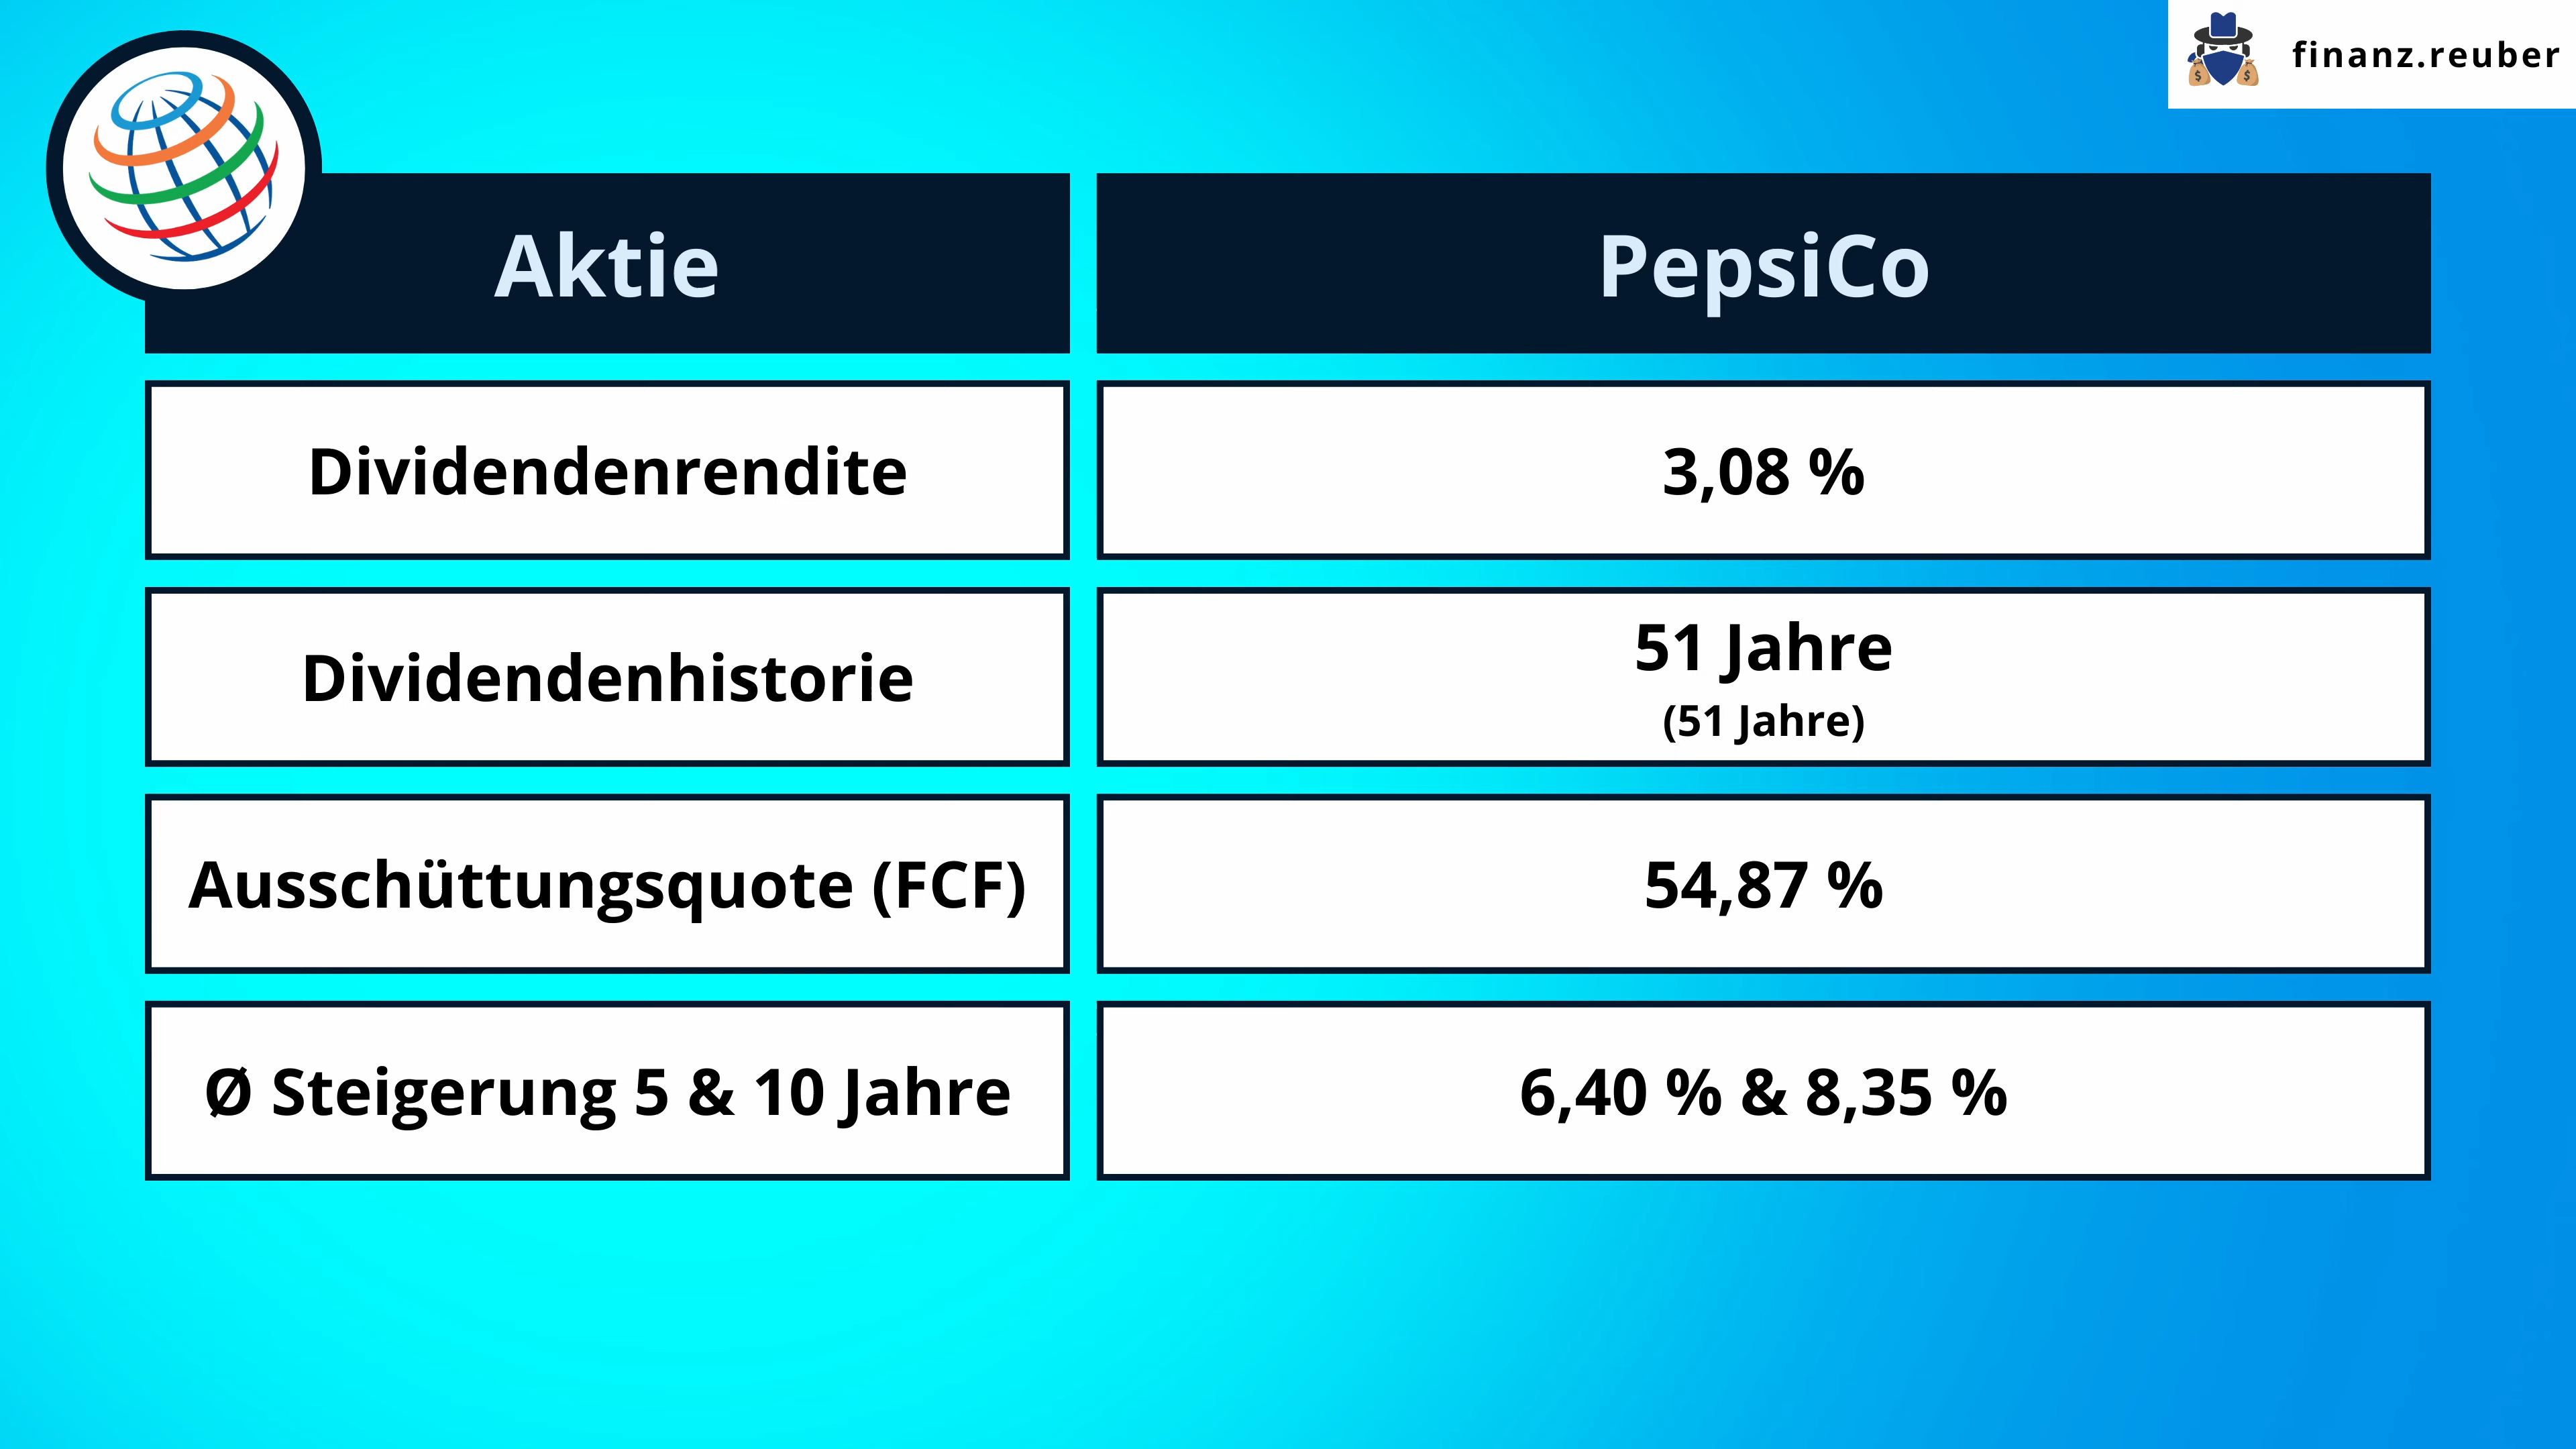 finanz.reuber
Aktie
PepsiCo
Dividendenrendite
3,08 %
Dividendenhistorie
51 Jahre
(51 Jahre)
Ausschüttungsquote (FCF)
54,87 %
Ø Steigerung 5 & 10 Jahre
6,40 % & 8,35 %